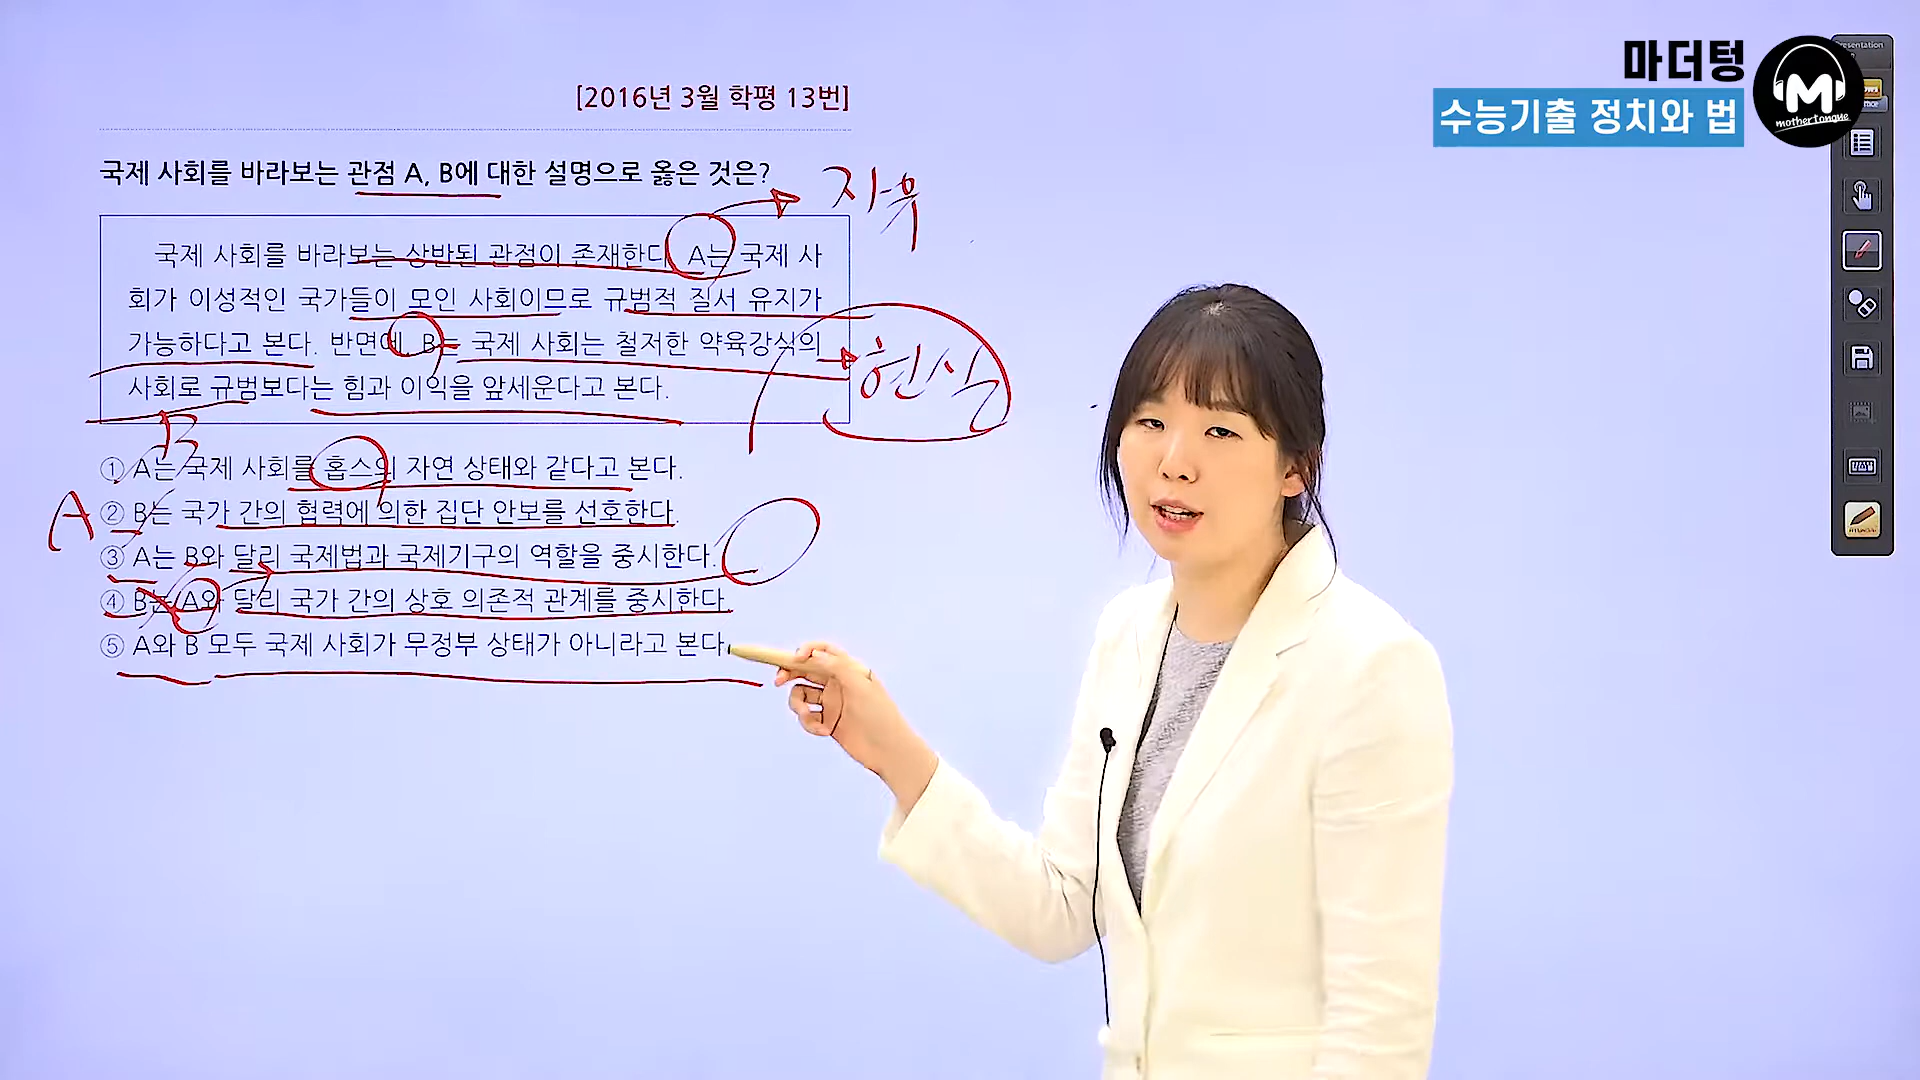 마더텅
수능기출 정치와 법
mothertongue
[2016년 3월 학평 13번]
국제 사회를 바라보는 관점 A, B에 대한 설명으로 옳은 것은?
자유
국제 사회를 바라보는 상반된 관점이 존재한다. A는 국제 사
회가 이성적인 국가들이 모인 사회이므로 규범적 질서 유지가
가능하다고 본다. 반면에 B는 국제 사회는 철저한 약육강식의
현실
사회로 규범보다는 힘과 이익을 앞세운다고 본다.
B
① A는 국제 사회를 홉스의 자연 상태와 같다고 본다.
A
② B는 국가 간의 협력에 의한 집단 안보를 선호한다.
③ A는 B와 달리 국제법과 국제기구의 역할을 중시한다.
④ B는 A와 달리 국가 간의 상호 의존적 관계를 중시한다.
⑤ A와 B 모두 국제 사회가 무정부 상태가 아니라고 본다.